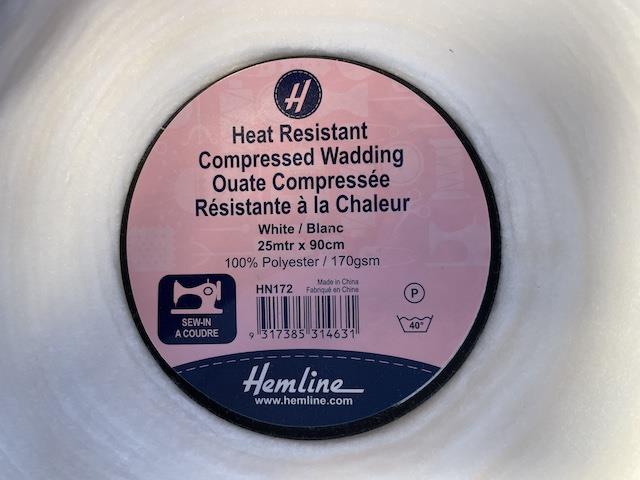 H
Heat Resistant
Compressed Wadding
Ouate Compressée
Résistante à la Chaleur
White / Blanc
25mtr x 90cm
100% Polyester / 170gsm
HN172
Made in China
Fabriqué en Chine
SEW-IN
A COUDRE
9 317385 314631
P
40°
Hemline
www.hemline.com